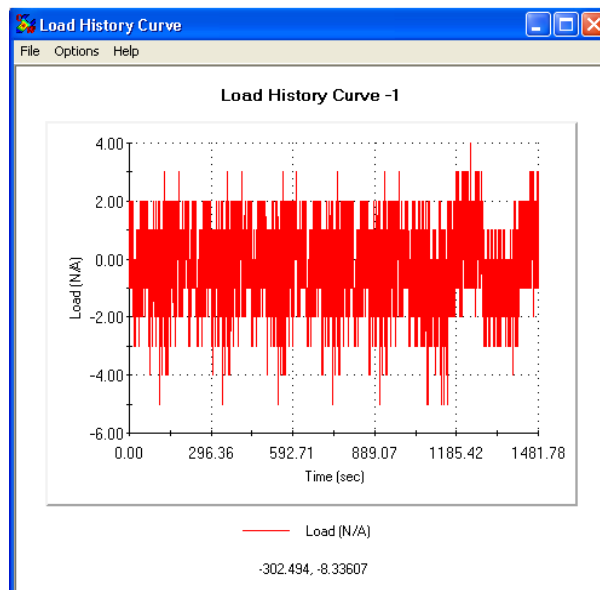 Load History Curve
File Options Help
Load History Curve -1
4.00
2.00
0.00
-2.00
-4.00
-6.00
Load (N/A)
0.00 296.36 592.71 889.07 1185.42 1481.78
Time (sec)
Load (N/A)
-302.494, -8.33607